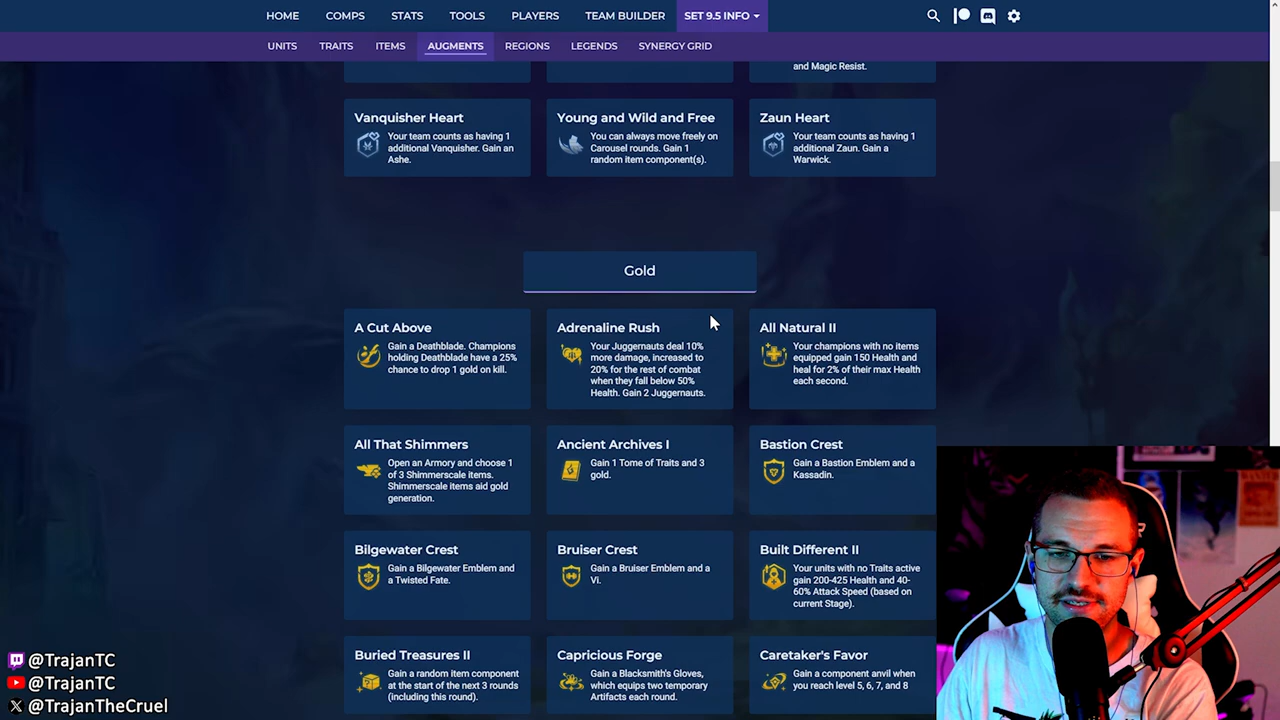 HOME COMPS STATS TOOLS PLAYERS TEAM BUILDER SET 9.5 INFO
UNITS TRAITS ITEMS AUGMENTS REGIONS LEGENDS SYNERGY GRID
and Magic Resist.
Vanquisher Heart
Your team counts as having 1
additional Vanquisher. Gain an
Ashe.
Young and Wild and Free
You can always move freely on
Carousel rounds. Gain 1
random item component(s).
Zaun Heart
Your team counts as having 1
additional Zaun. Gain a
Warwick.
Gold
A Cut Above
Gain a Deathblade. Champions
holding Deathblade have a 25%
chance to drop 1 gold on kill.
Adrenaline Rush
Your Juggernauts deal 10%
more damage, increased to
20% for the rest of combat
when they fall below 50%
Health. Gain 2 Juggernauts.
All Natural II
Your champions with no items
equipped gain 150 Health and
heal for 2% of their max Health
each second.
All That Shimmers
Open an Armory and choose 1
of 3 Shimmerscale items.
Shimmerscale items aid gold
generation.
Ancient Archives I
Gain 1 Tome of Traits and 3
gold.
Bastion Crest
Gain a Bastion Emblem and a
Kassadin.
Bilgewater Crest
Gain a Bilgewater Emblem and
a Twisted Fate.
Bruiser Crest
Gain a Bruiser Emblem and a
Vi.
Built Different II
Your units with no Traits active
gain 200-425 Health and 40-
60% Attack Speed (based on
current Stage).
Buried Treasures II
Gain a random item component
at the start of the next 3 rounds
(including this round).
Capricious Forge
Gain a Blacksmith's Gloves,
which equips two temporary
Artifacts each round.
Caretaker's Favor
Gain a component anvil when
you reach level 5, 6, 7, and 8
@TrajanTC
@TrajanTC
@TrajanTheCruel